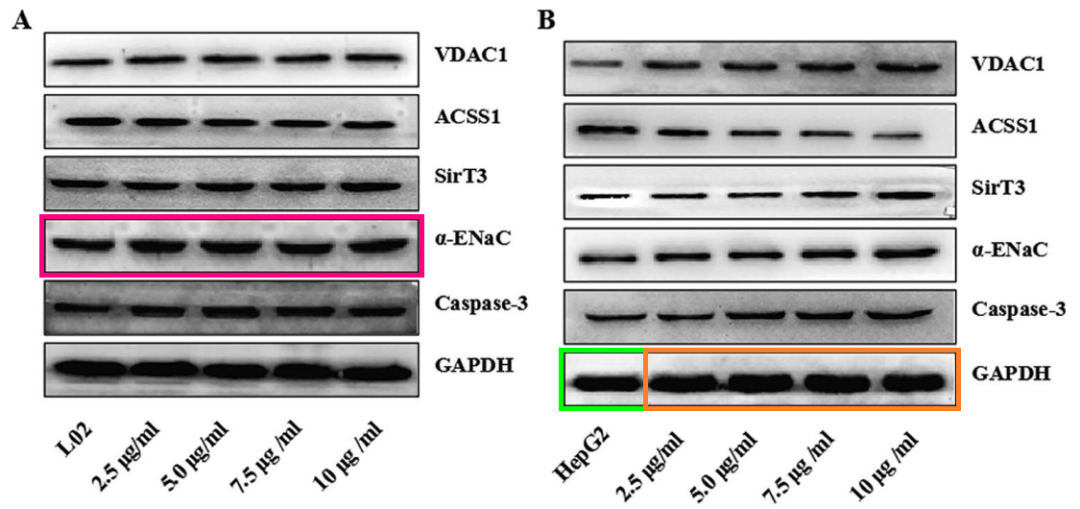 A
VDAC1
ACSS1
SirT3
α-ENaC
Caspase-3
GAPDH
L02
2.5 µg/ml
5.0 µg/ml
7.5 µg /ml
10 µg /ml
B
VDAC1
ACSS1
SirT3
α-ENaC
Caspase-3
GAPDH
HepG2
2.5 µg/ml
5.0 µg/ml
7.5 µg /ml
10 µg /ml